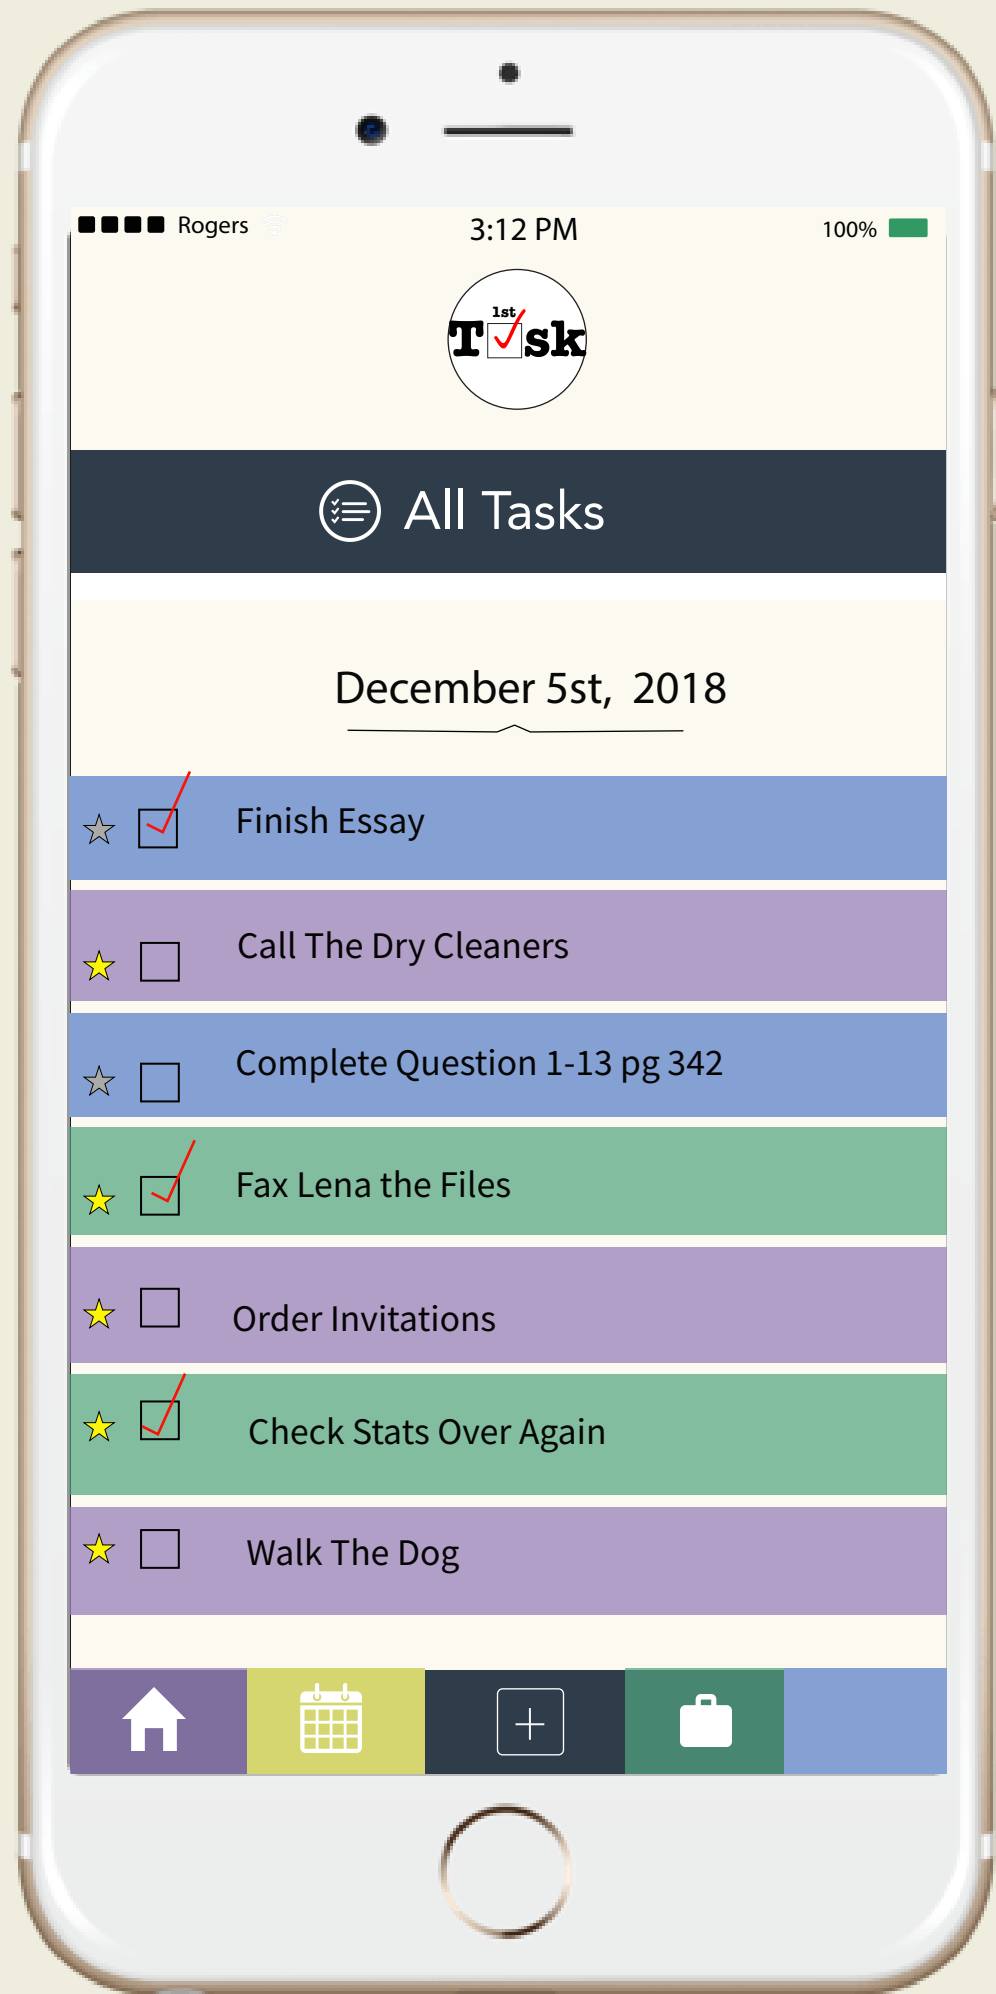 Rogers 3:12 PM 100%
1st
T sk
All Tasks
December 5st, 2018
Finish Essay
Call The Dry Cleaners
Complete Question 1-13 pg 342
Fax Lena the Files
Order Invitations
Check Stats Over Again
Walk The Dog